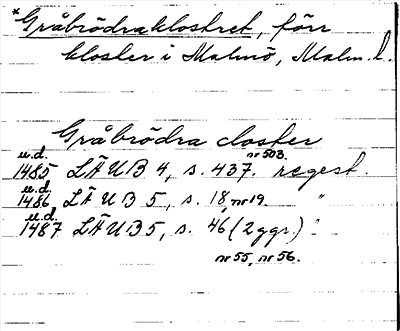 *Gråbrödraklostret, förr
kloster i Malmö, Malm. l.
Gråbrödra closter
u.d. nr 503.
1485 LÄUB 4, s. 437. regest.
u.d.
1486 LÄUB 5, s. 18, nr 19. "
u.d.
1487 LÄUB 5, s. 46 (2 ggr.) "
nr 55, nr 56.